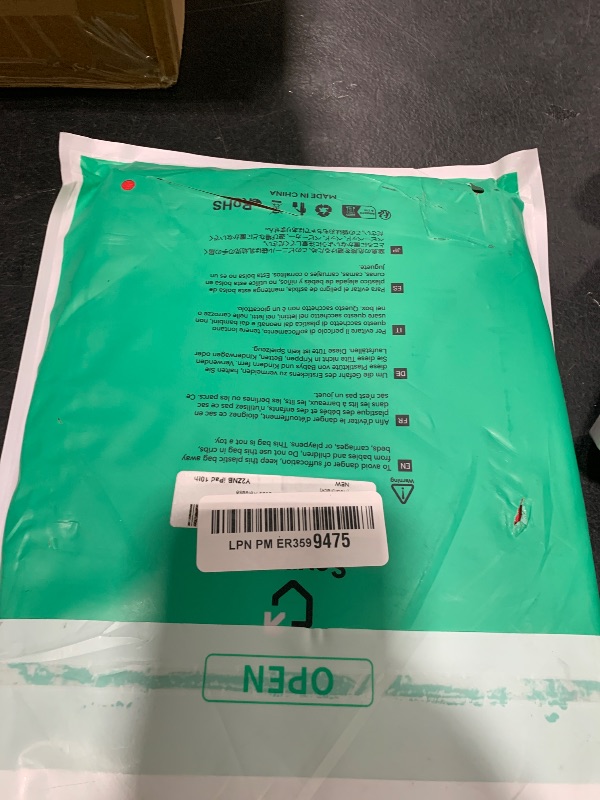 Warning
EN
To avoid danger of suffocation, keep this plastic bag away
from babies and children. Do not use this bag in cribs,
beds, carriages, or playpens. This bag is not a toy.
FR
Afin d'éviter le danger d'étouffement, éloignez ce sac en
plastique des bébés et des enfants, n'utilisez pas ce sac
dans les lits à barreaux, les lits, les berlines ou les parcs. Ce
sac n'est pas un jouet.
DE
Um die Gefahr des Erstickens zu vermeiden, halten Sie
diese Plastiktüte von Babys und Kindern fern. Verwenden
Sie diese Tüte nicht in Krippen, Betten, Kinderwagen oder
Laufställen. Diese Tüte ist kein Spielzeug.
IT
Per evitare il pericolo di soffocamento, tenere lontano
questo sacchetto di plastica dai neonati e dai bambini, non
usare questo sacchetto nei lettini, nei letti, nelle carrozze o
nei box. Questo sacchetto non è giocattolo.
ES
Para evitar el peligro de asfixia, mantenga esta bolsa de
plástico alejada de bebés y niños, no utilice esta bolsa en
cunas, camas, carruajes o corralitos. Esta bolsa no es un
juguete.
JP
RoHS
MADE IN CHINA
NEW
Y2ZNB iPad 10th
LPN PM ER359 9475
OPEN